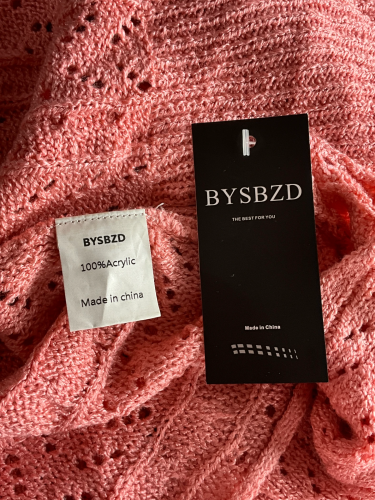 BYSBZD
100%Acrylic
Made in china
BYSBZD
THE BEST FOR YOU
Made in China